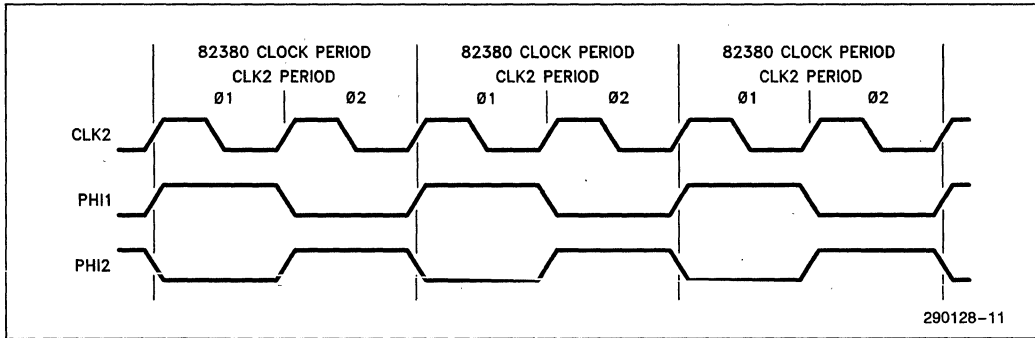 82380 CLOCK PERIOD 82380 CLOCK PERIOD 82380 CLOCK PERIOD
CLK2 PERIOD CLK2 PERIOD CLK2 PERIOD
Ø1 Ø2 Ø1 Ø2 Ø1 Ø2
CLK2
PHI1
PHI2
290128-11